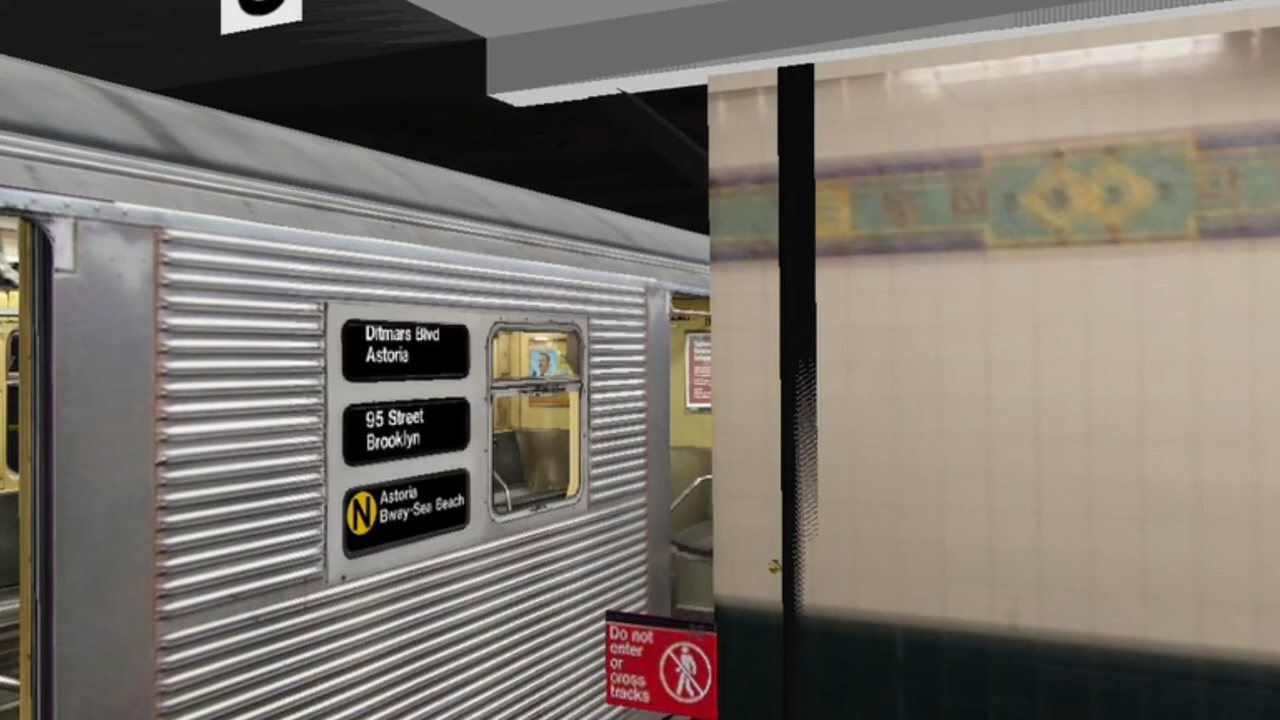 Ditmars Blvd
Astoria
95 Street
Brooklyn
N
Astoria
Bway-Sea Beach
Do not
enter
or
cross
tracks